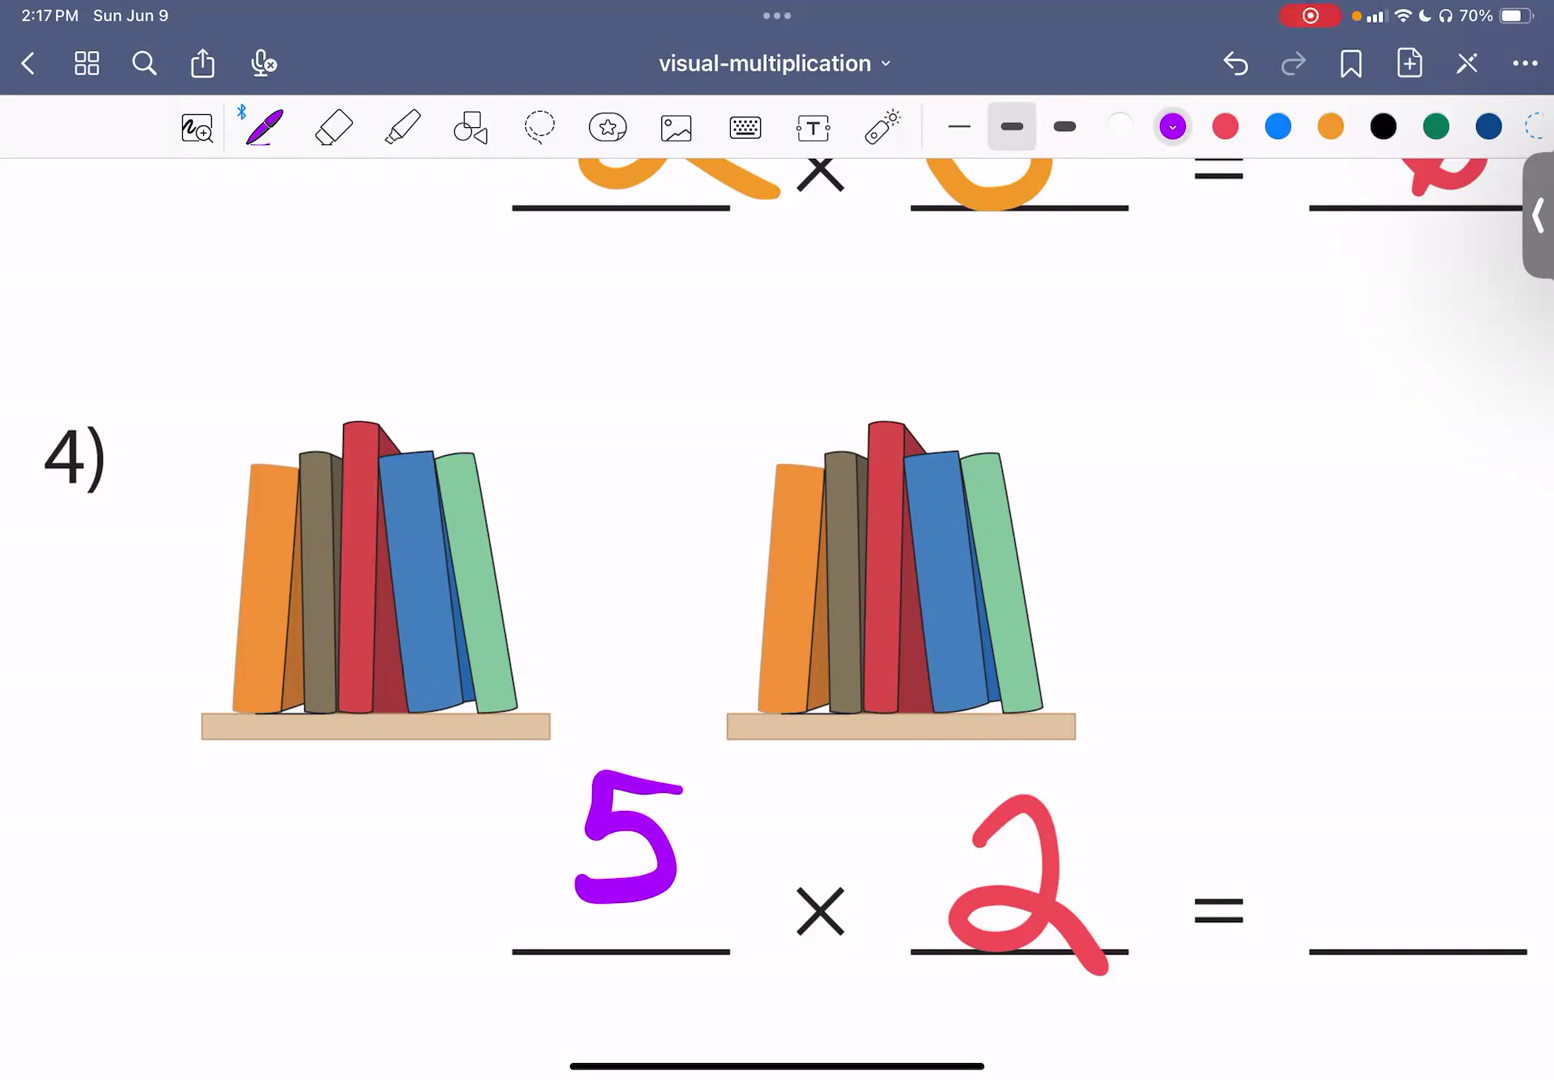 2:17 PM Sun Jun 9 70%
visual-multiplication
T
× =
4)
5 × 2 =